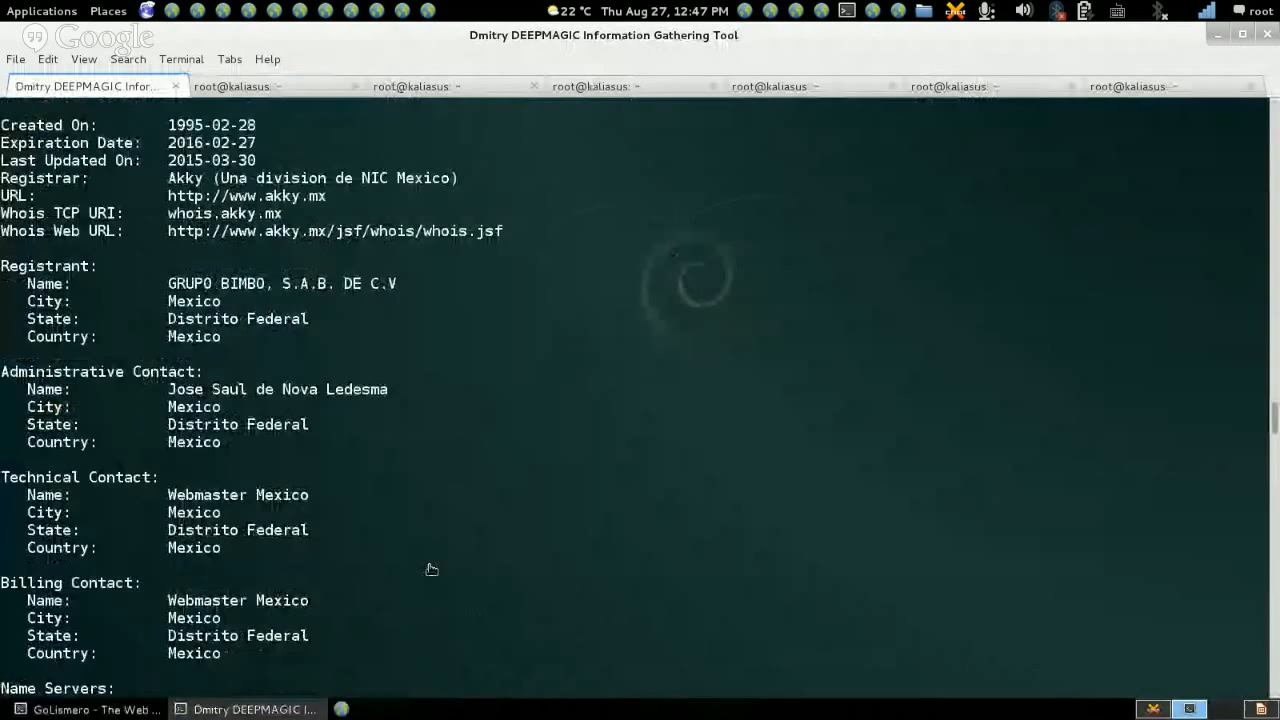 Applications Places 22 °C Thu Aug 27, 12:47 PM root
Google
Dmitry DEEPMAGIC Information Gathering Tool
File Edit View Search Terminal Tabs Help
Dmitry DEEPMAGIC Infor... root@kaliasus: ~ root@kaliasus: ~ root@kaliasus: ~ root@kaliasus: ~ root@kaliasus: ~ root@kaliasus: ~
Created On: 1995-02-28
Expiration Date: 2016-02-27
Last Updated On: 2015-03-30
Registrar: Akky (Una division de NIC Mexico)
URL: http://www.akky.mx
Whois TCP URI: whois.akky.mx
Whois Web URL: http://www.akky.mx/jsf/whois/whois.jsf
Registrant:
Name: GRUPO BIMBO, S.A.B. DE C.V
City: Mexico
State: Distrito Federal
Country: Mexico
Administrative Contact:
Name: Jose Saul de Nova Ledesma
City: Mexico
State: Distrito Federal
Country: Mexico
Technical Contact:
Name: Webmaster Mexico
City: Mexico
State: Distrito Federal
Country: Mexico
Billing Contact:
Name: Webmaster Mexico
City: Mexico
State: Distrito Federal
Country: Mexico
Name Servers:
GoLismero - The Web ... Dmitry DEEPMAGIC I...